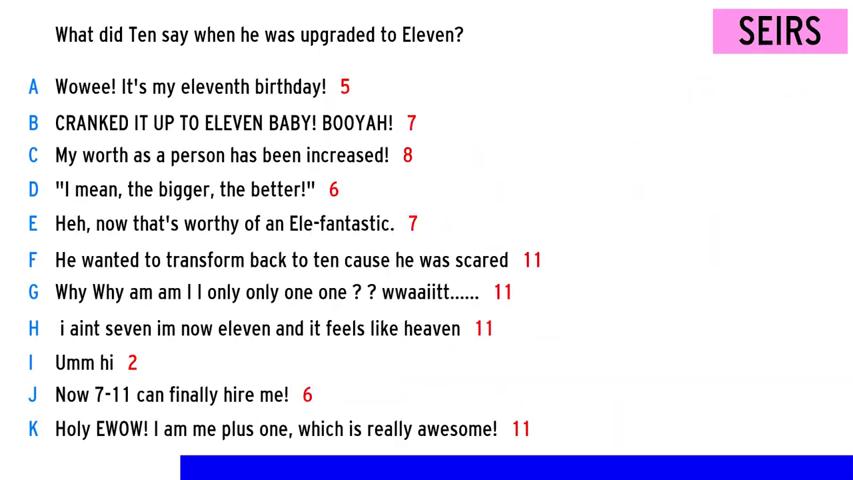 What did Ten say when he was upgraded to Eleven?
SEIRS
A Wowee! It's my eleventh birthday! 5
B CRANKED IT UP TO ELEVEN BABY! BOOYAH! 7
C My worth as a person has been increased! 8
D "I mean, the bigger, the better!" 6
E Heh, now that's worthy of an Ele-fantastic. 7
F He wanted to transform back to ten cause he was scared 11
G Why Why am am I I only only one one ? ? wwaaiitt...... 11
H i aint seven im now eleven and it feels like heaven 11
I Umm hi 2
J Now 7-11 can finally hire me! 6
K Holy EWOW! I am me plus one, which is really awesome! 11